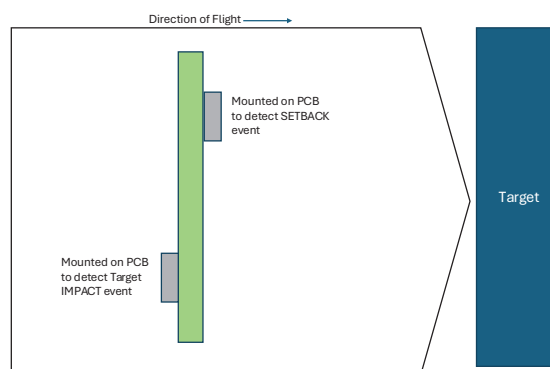 Direction of Flight
Mounted on PCB
to detect SETBACK
event
Target
Mounted on PCB
to detect Target
IMPACT event